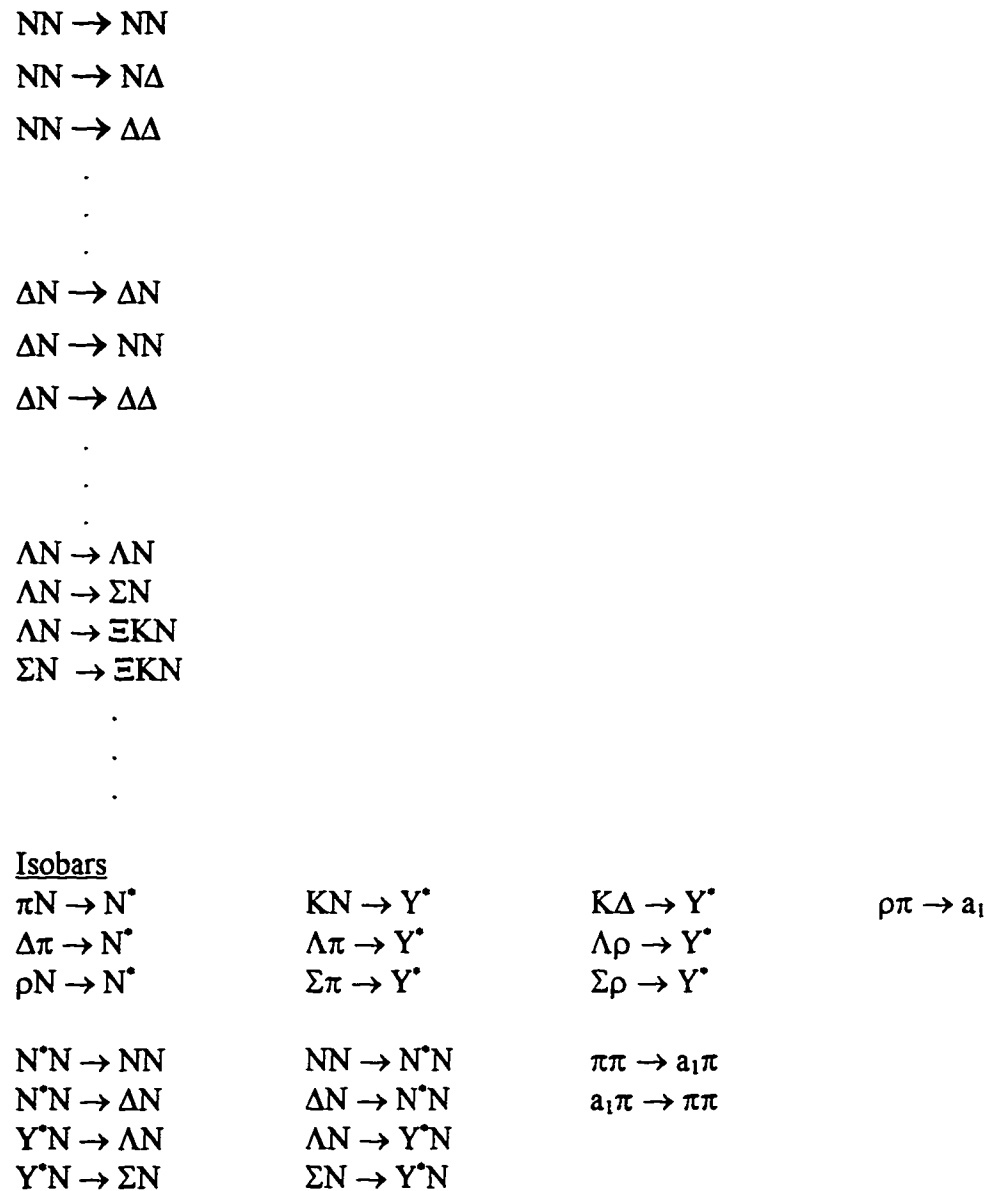 NN → NN
NN → NΔ
NN → ΔΔ
.
.
.
ΔN → ΔN
ΔN → NN
ΔN → ΔΔ
.
.
.
ΛN → ΛN
ΛN → ΣN
ΛN → ΞKN
ΣN → ΞKN
.
.
.
Isobars
πN → N* KN → Y* KΔ → Y* ρπ → a₁
Δπ → N* Λπ → Y* Λρ → Y*
ρN → N* Σπ → Y* Σρ → Y*
N*N → NN NN → N*N ππ → a₁π
N*N → ΔN ΔN → N*N a₁π → ππ
Y*N → ΛN ΛN → Y*N
Y*N → ΣN ΣN → Y*N